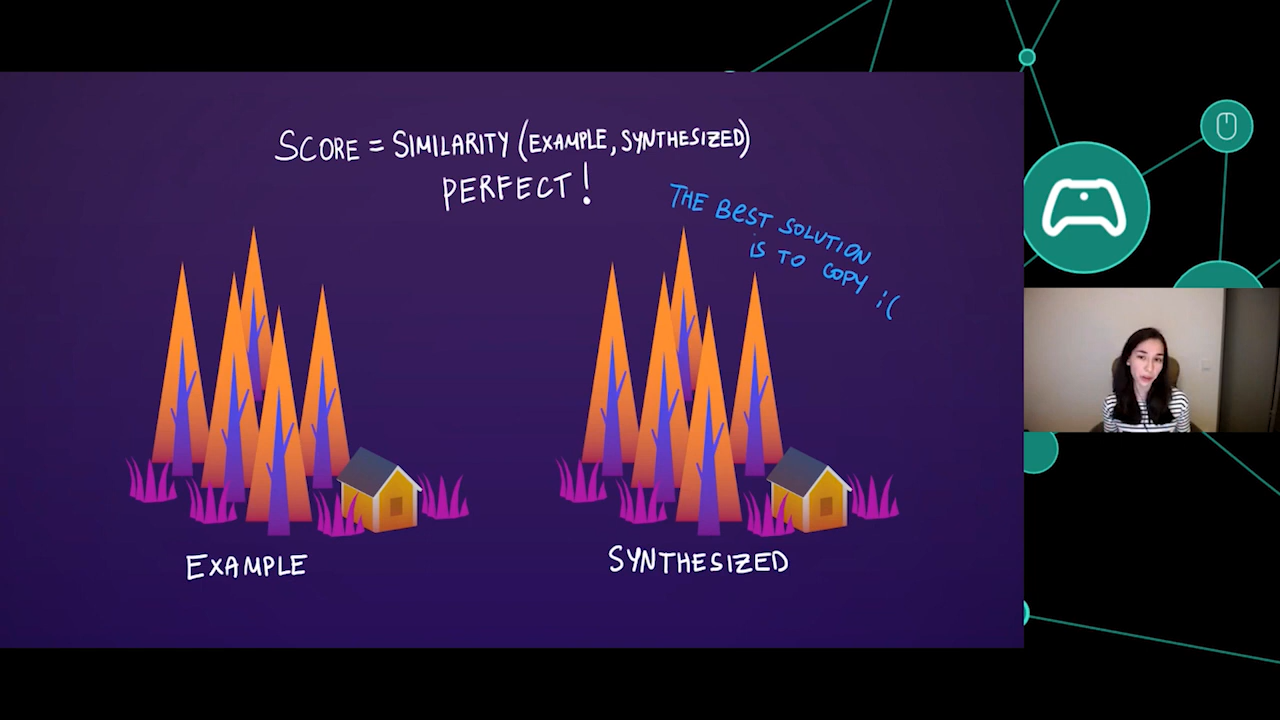 SCORE = SIMILARITY (EXAMPLE, SYNTHESIZED)
PERFECT!
THE BEST SOLUTION
IS TO COPY ;(
EXAMPLE
SYNTHESIZED